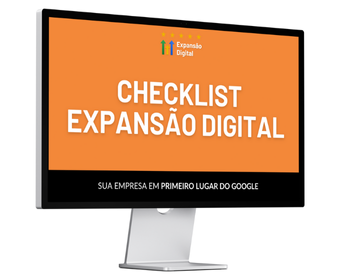 Expansão
Digital
CHECKLIST
EXPANSÃO DIGITAL
SUA EMPRESA EM PRIMEIRO LUGAR DO GOOGLE